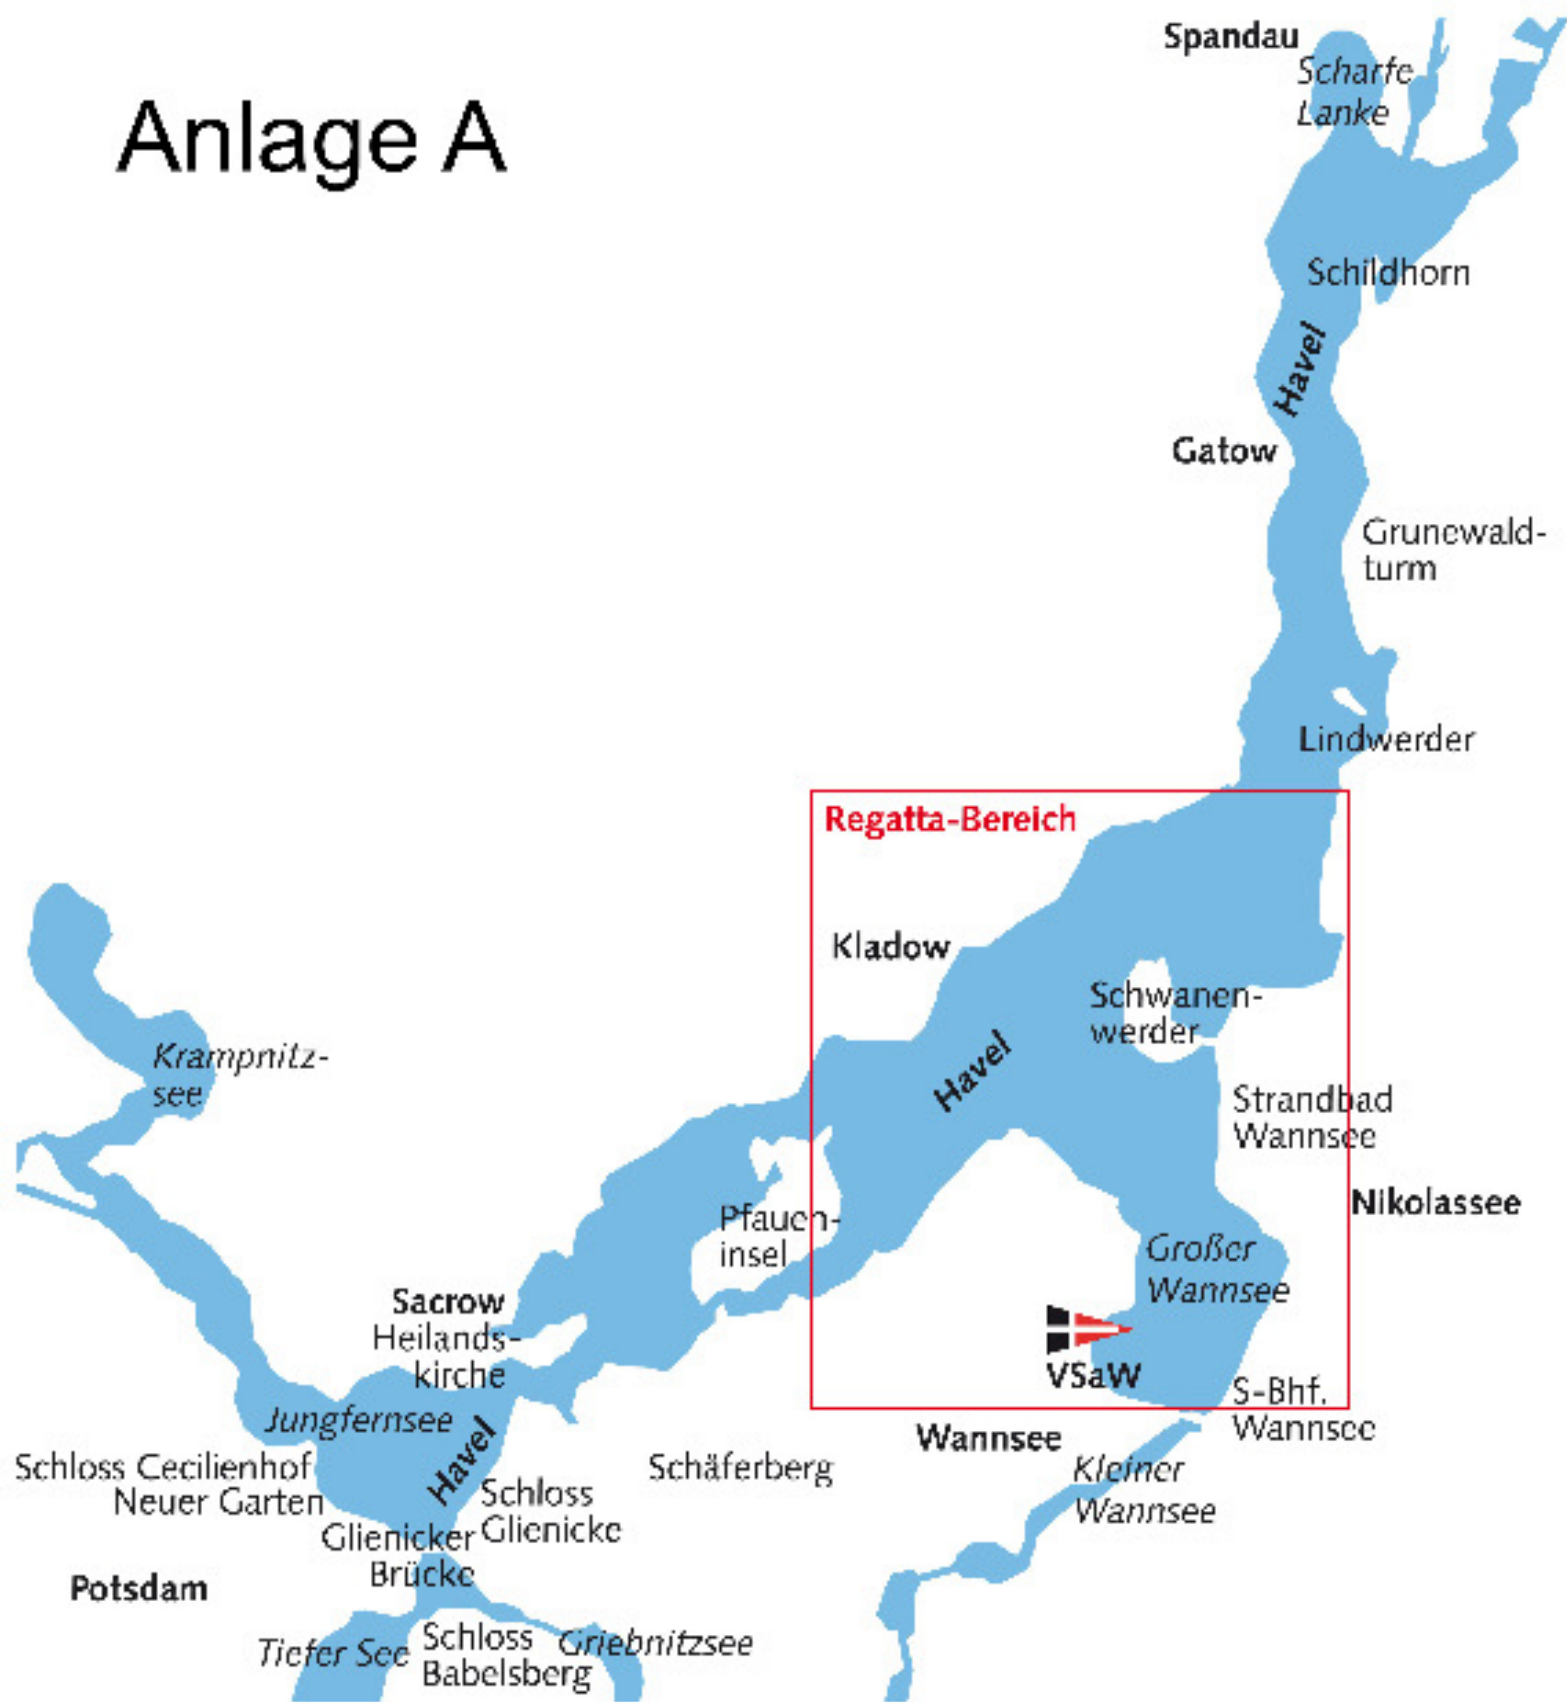 Anlage A
Spandau
Scharfe
Lanke
Schildhorn
Havel
Gatow
Grunewald-
turm
Lindwerder
Regatta-Bereich
Kladow
Schwanen-
werder
Havel
Krampnitz-
see
Strandbad
Wannsee
Nikolassee
Pfauen-
insel
Großer
Wannsee
Sacrow
Heilands-
kirche
VSaW
S-Bhf.
Wannsee
Jungfernsee
Havel
Wannsee
Kleiner
Wannsee
Schloss Cecilienhof
Neuer Garten
Schäferberg
Schloss
Glienicke
Glienicker
Brücke
Potsdam
Tiefer See
Schloss
Babelsberg
Griebnitzsee